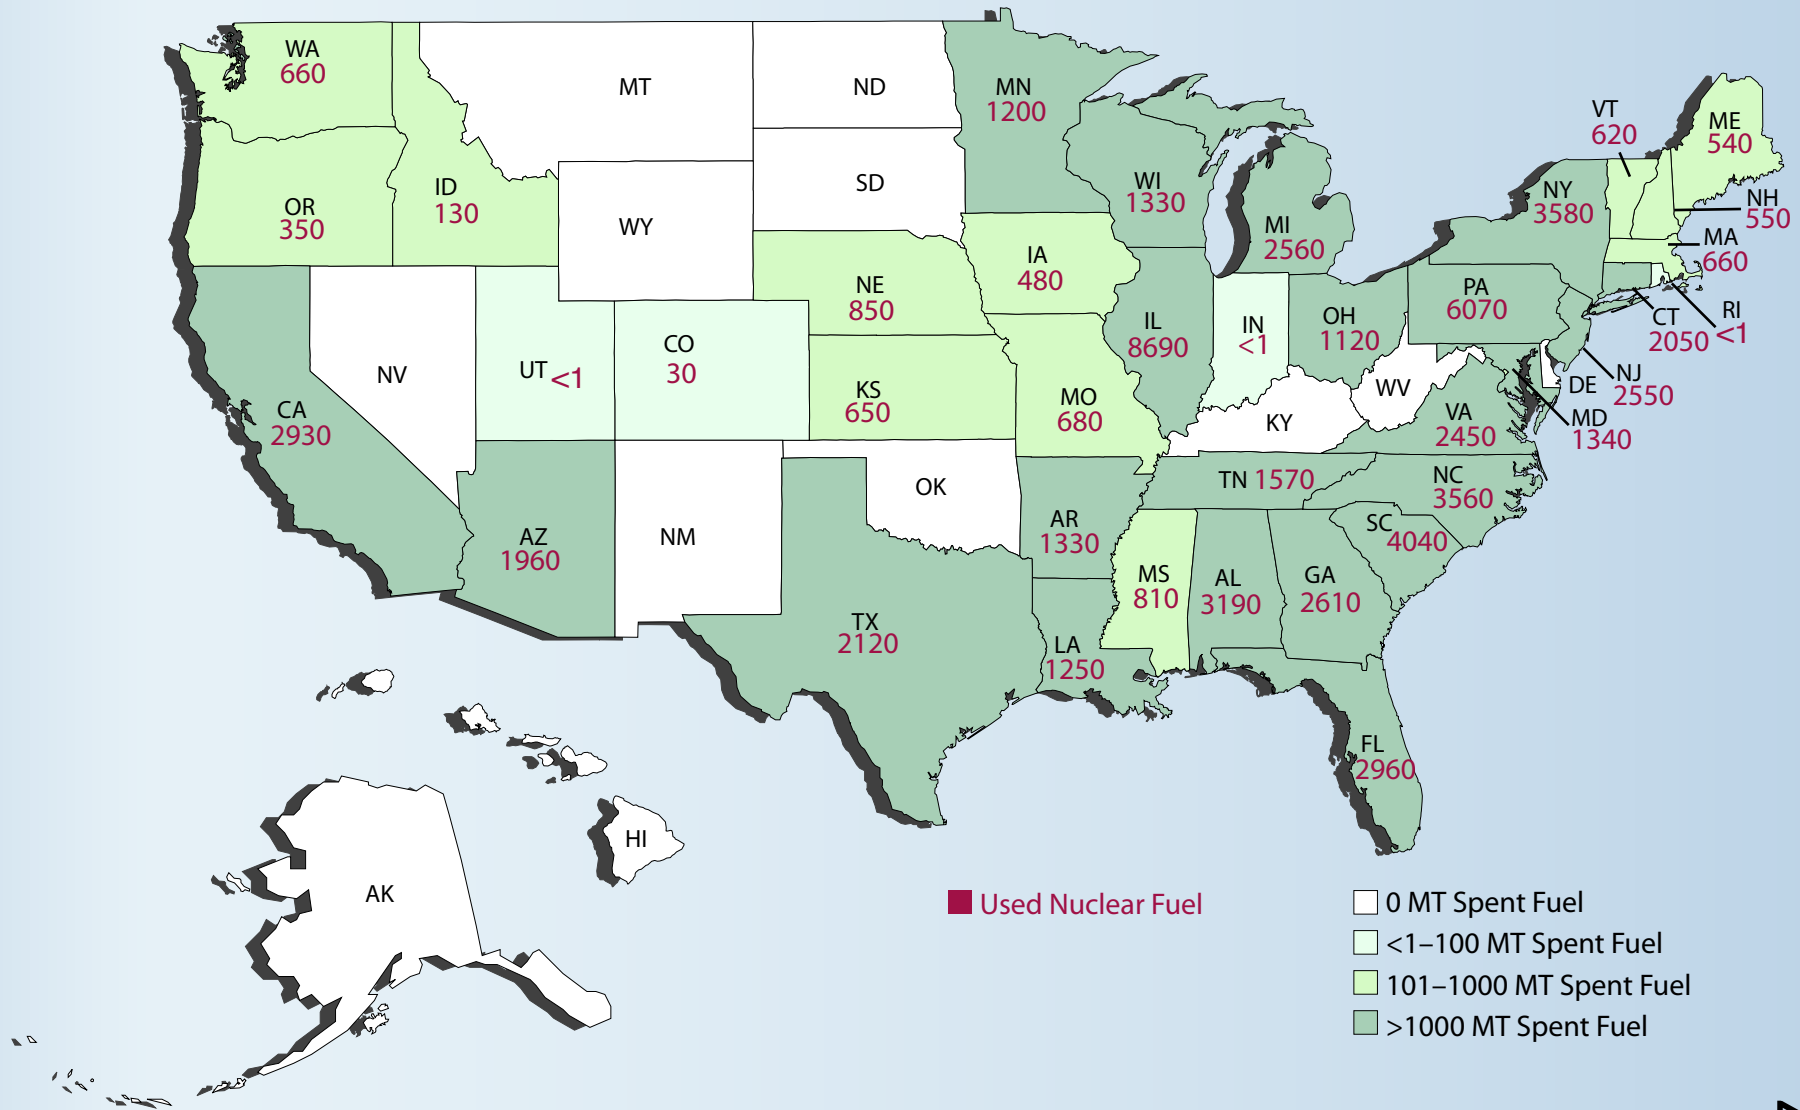 WA
660
MT
ND
MN
1200
VT
620
ME
540
OR
350
ID
130
WY
SD
WI
1330
MI
2560
NY
3580
NH
550
MA
660
NE
850
IA
480
IL
8690
IN
<1
OH
1120
PA
6070
CT
2050
RI
<1
NV
UT <1
CO
30
KS
650
MO
680
KY
WV
VA
2450
DE
NJ
2550
MD
1340
CA
2930
AZ
1960
NM
OK
AR
1330
TN 1570
NC
3560
SC
4040
TX
2120
LA
1250
MS
810
AL
3190
GA
2610
FL
2960
HI
AK
Used Nuclear Fuel
0 MT Spent Fuel
<1–100 MT Spent Fuel
101–1000 MT Spent Fuel
>1000 MT Spent Fuel